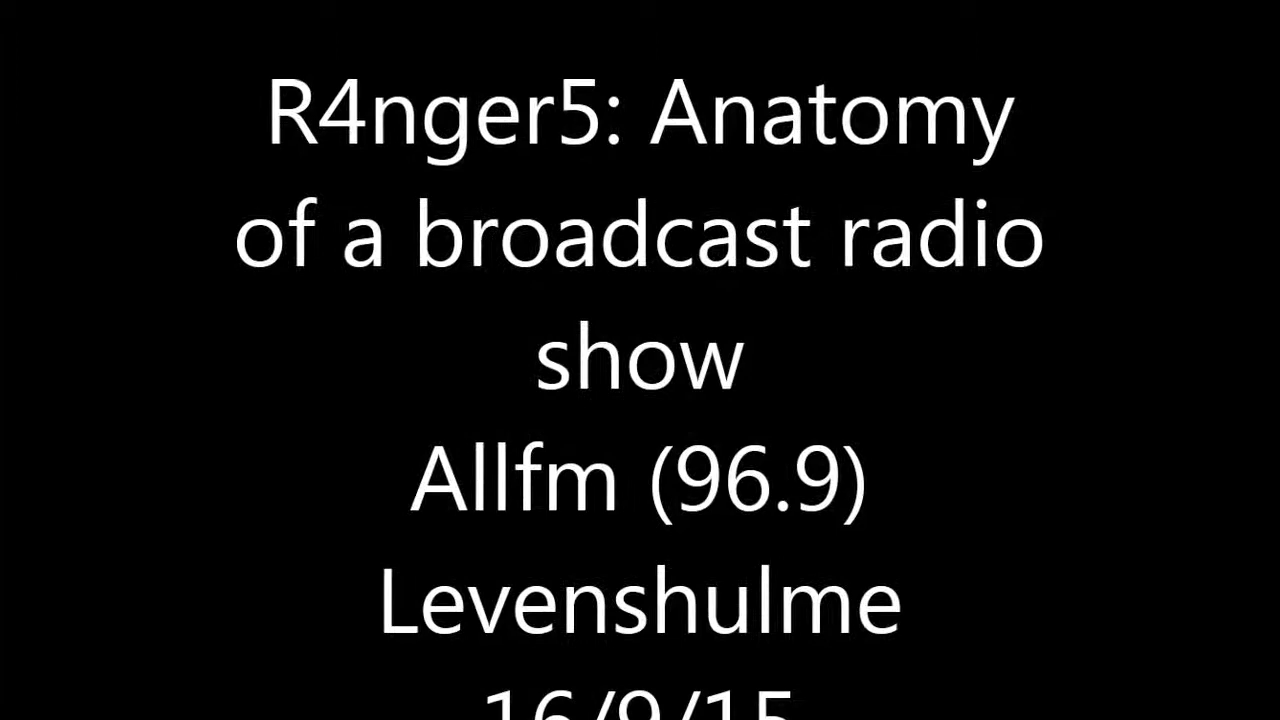 R4nger5: Anatomy
of a broadcast radio
show
Allfm (96.9)
Levenshulme
16/9/15